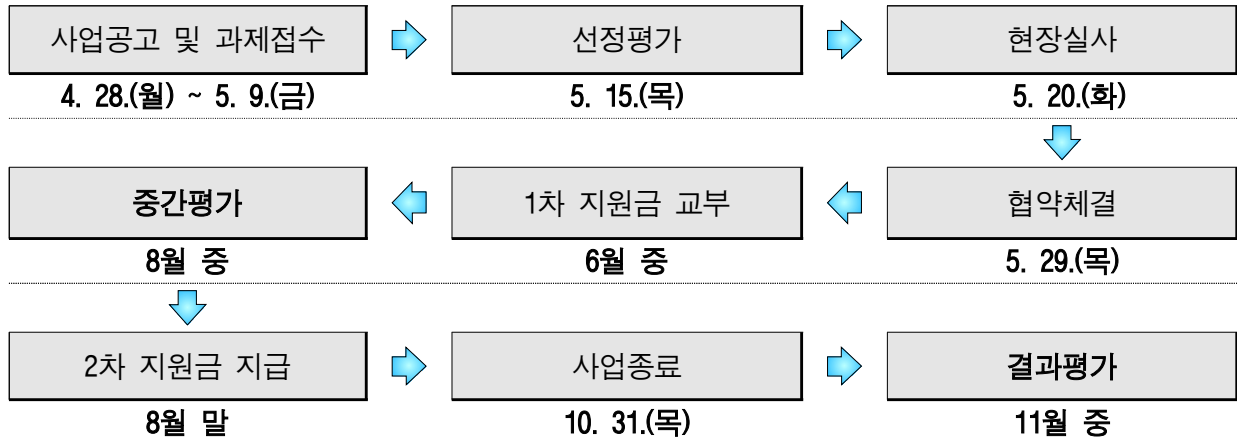 사업공고 및 과제접수
선정평가
현장실사
4. 28.(월) ~ 5. 9.(금)
5. 15.(목)
5. 20.(화)
중간평가
1차 지원금 교부
협약체결
8월 중
6월 중
5. 29.(목)
2차 지원금 지급
사업종료
결과평가
8월 말
10. 31.(목)
11월 중